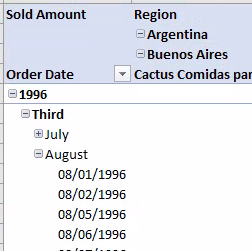 Sold Amount Region
Argentina
Buenos Aires
Order Date Cactus Comidas par
1996
Third
July
August
08/01/1996
08/02/1996
08/05/1996
08/06/1996